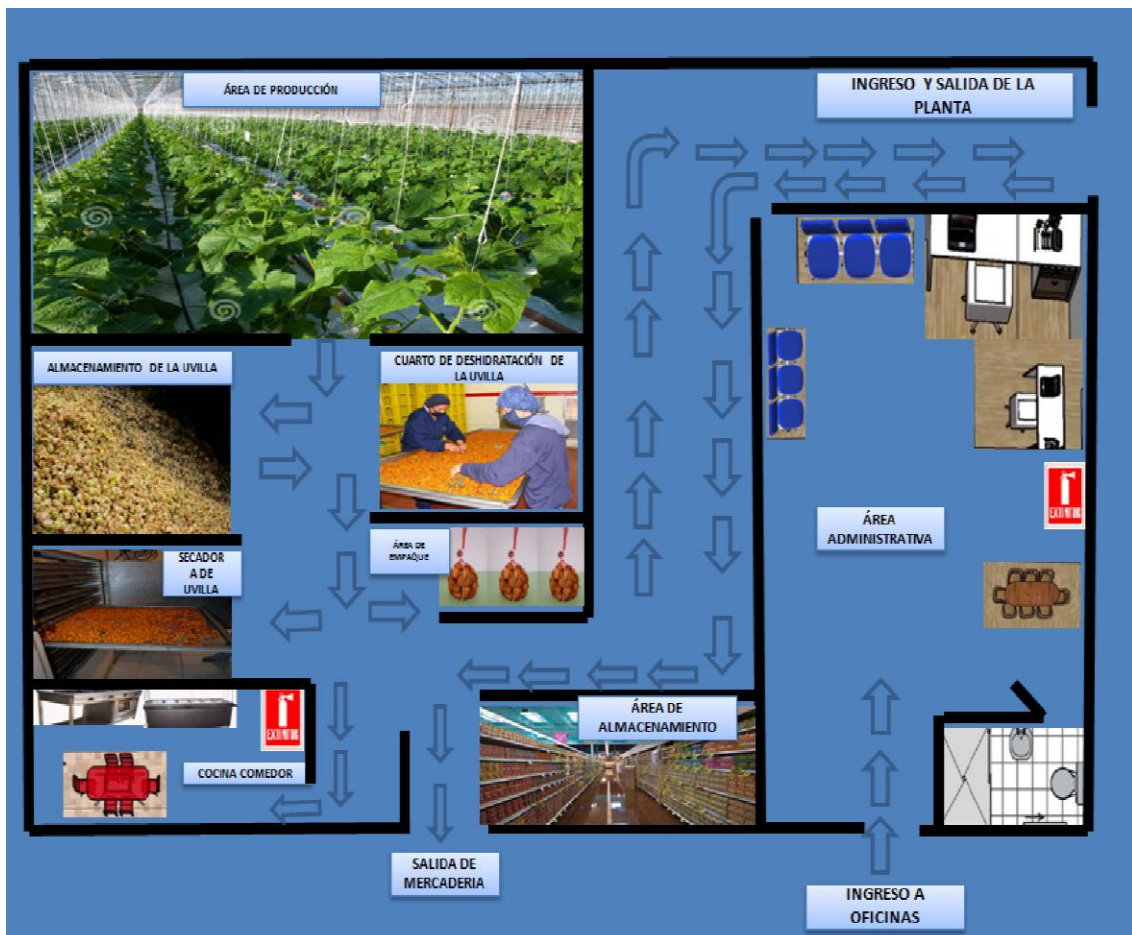 ÁREA DE PRODUCCIÓN
INGRESO Y SALIDA DE LA
PLANTA
ALMACENAMIENTO DE LA UVILLA
CUARTO DE DESHIDRATACIÓN DE
LA UVILLA
ÁREA DE
EMPAQUE
SECADOR
A DE
UVILLA
EXTINTOR
ÁREA
ADMINISTRATIVA
EXTINTOR
ÁREA DE
ALMACENAMIENTO
COCINA COMEDOR
SALIDA DE
MERCADERIA
INGRESO A
OFICINAS